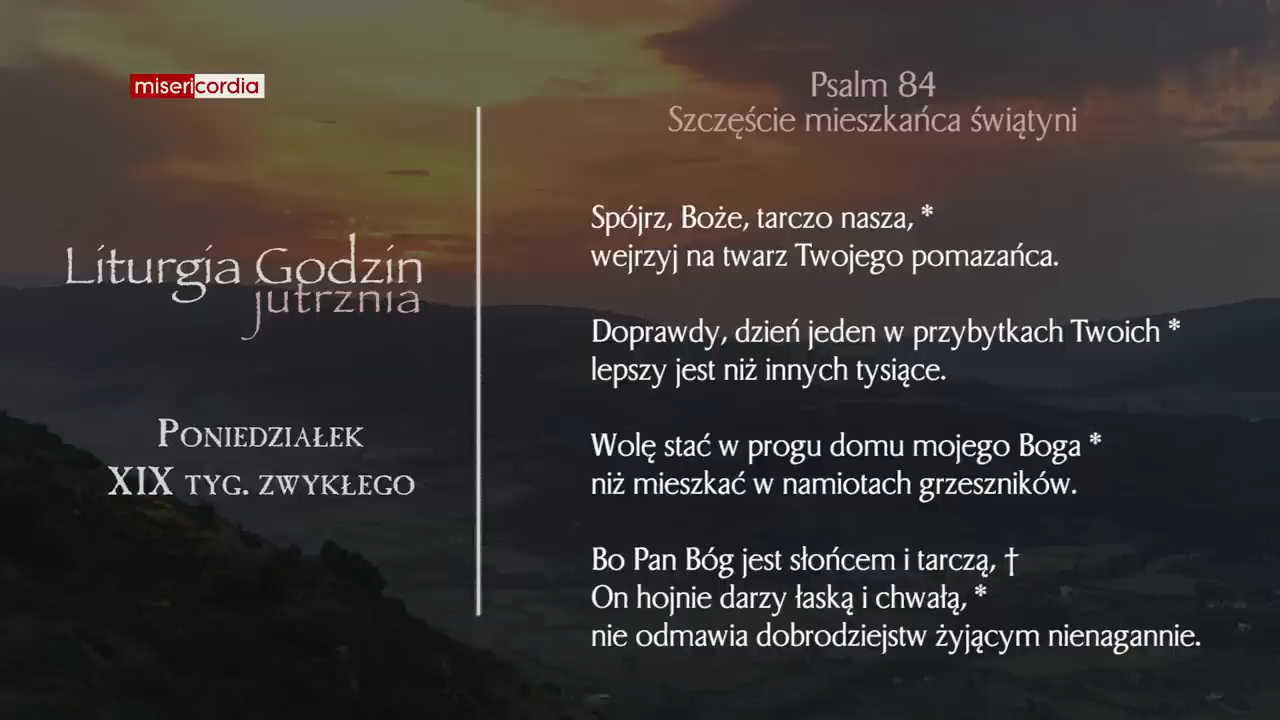 misericordia
Liturgia Godzin
jutrznia
Poniedziałek
XIX tyg. zwykłego
Psalm 84
Szczęście mieszkańca świątyni
Spójrz, Boże, tarczo nasza, *
wejrzyj na twarz Twojego pomazańca.
Doprawdy, dzień jeden w przybytkach Twoich *
lepszy jest niż innych tysiące.
Wolę stać w progu domu mojego Boga *
niż mieszkać w namiotach grzeszników.
Bo Pan Bóg jest słońcem i tarczą, †
On hojnie darzy łaską i chwałą, *
nie odmawia dobrodziejstw żyjącym nienagannie.